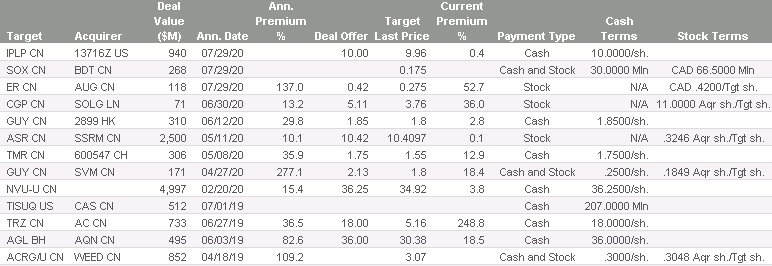 Deal Ann. Current
Value Premium Target Premium Cash
Target Acquirer ($M) Ann. Date % Deal Offer Last Price % Payment Type Terms Stock Terms
IPLP CN 13716Z US 940 07/29/20 10.00 9.96 0.4 Cash 10.0000/sh.
SOX CN BDT CN 268 07/29/20 0.175 Cash and Stock 30.0000 Mln CAD 66.5000 Mln
ER CN AUG CN 118 07/29/20 137.0 0.42 0.275 52.7 Stock N/A CAD .4200/Tgt sh.
CGP CN SOLG LN 71 06/30/20 13.2 5.11 3.76 36.0 Stock N/A 11.0000 Aqr sh./Tgt sh.
GUY CN 2899 HK 310 06/12/20 29.8 1.85 1.8 2.8 Cash 1.8500/sh.
ASR CN SSRM CN 2,500 05/11/20 10.1 10.42 10.4097 0.1 Stock N/A .3246 Aqr sh./Tgt sh.
TMR CN 600547 CH 306 05/08/20 35.9 1.75 1.55 12.9 Cash 1.7500/sh.
GUY CN SVM CN 171 04/27/20 277.1 2.13 1.8 18.4 Cash and Stock .2500/sh. .1849 Aqr sh./Tgt sh.
NVU-U CN 4,997 02/20/20 15.4 36.25 34.92 3.8 Cash 36.2500/sh.
TISUQ US CAS CN 512 07/01/19 Cash 207.0000 Mln
TRZ CN AC CN 733 06/27/19 36.5 18.00 5.16 248.8 Cash 18.0000/sh.
AGL BH AQN CN 495 06/03/19 82.6 36.00 30.38 18.5 Cash 36.0000/sh.
ACRG/U CN WEED CN 852 04/18/19 109.2 3.07 Cash and Stock .3000/sh. .3048 Aqr sh./Tgt sh.